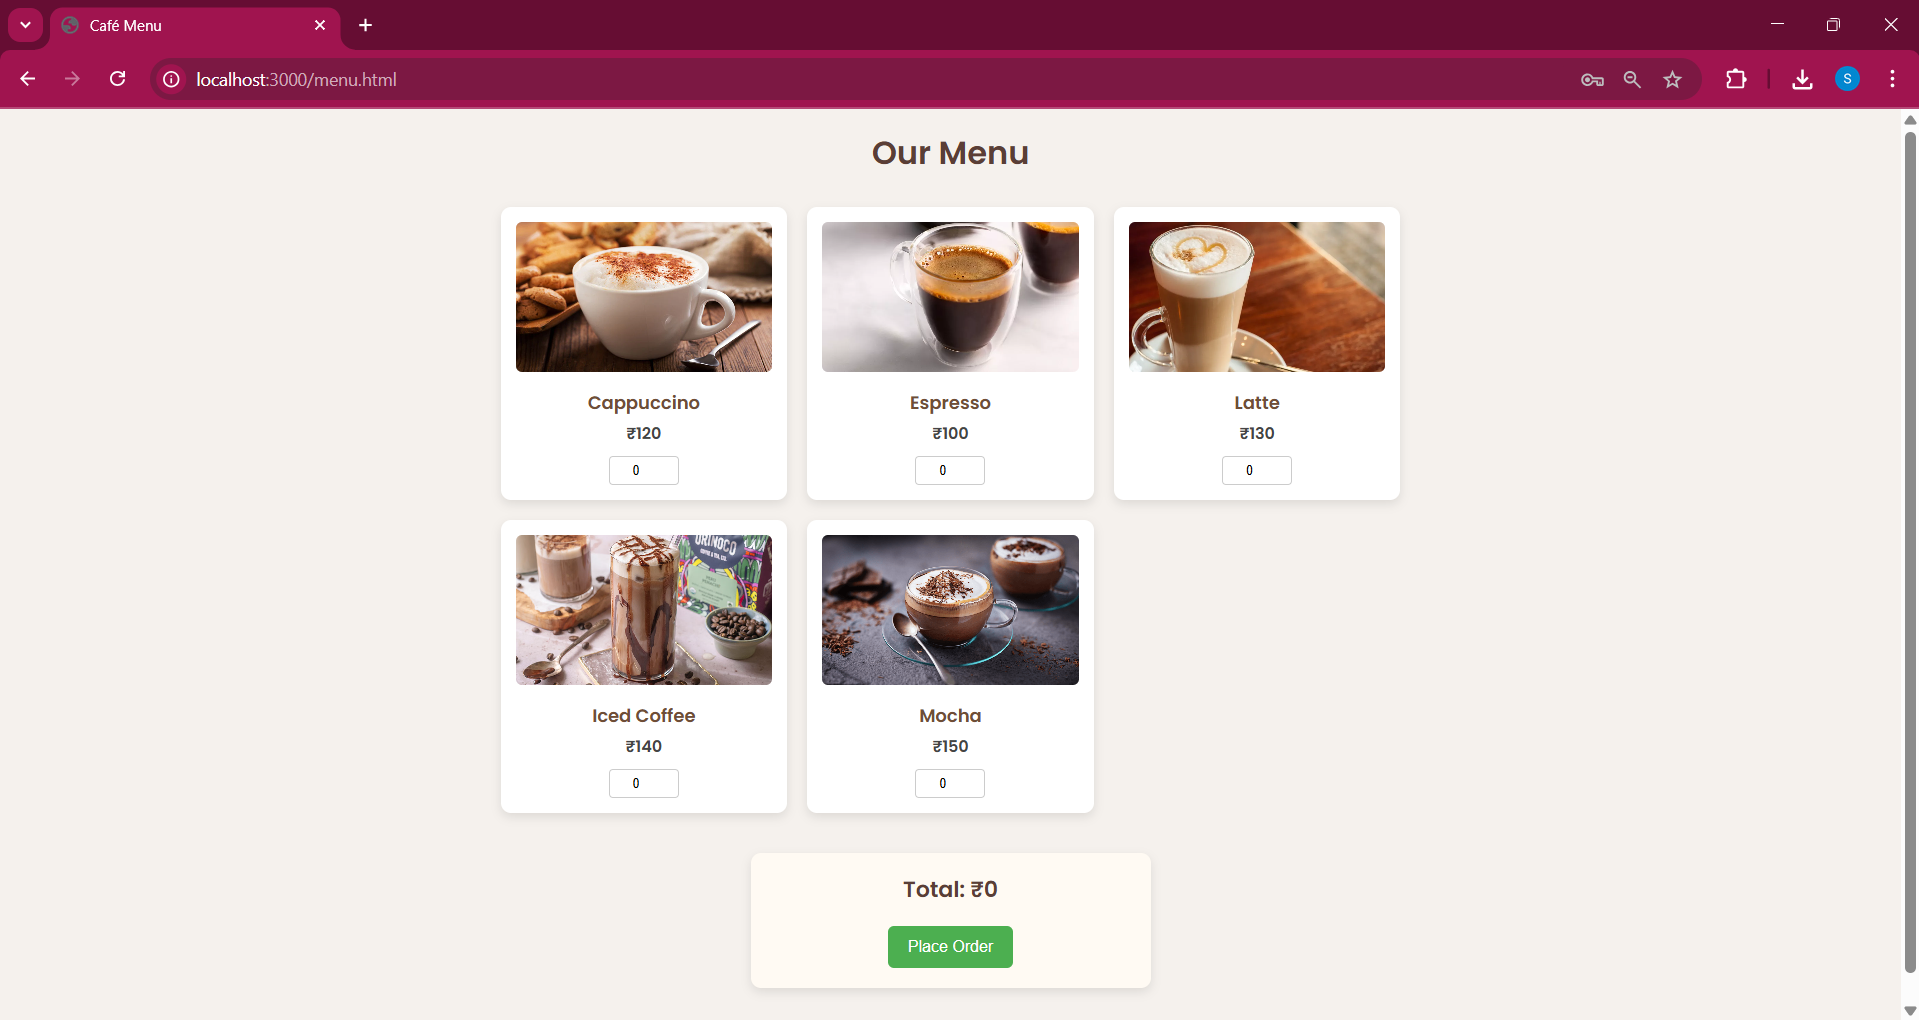 Café Menu
localhost:3000/menu.html
S
Our Menu
Cappuccino
₹120
0
Espresso
₹100
0
Latte
₹130
0
ORINOCO
Iced Coffee
₹140
0
Mocha
₹150
0
Total: ₹0
Place Order